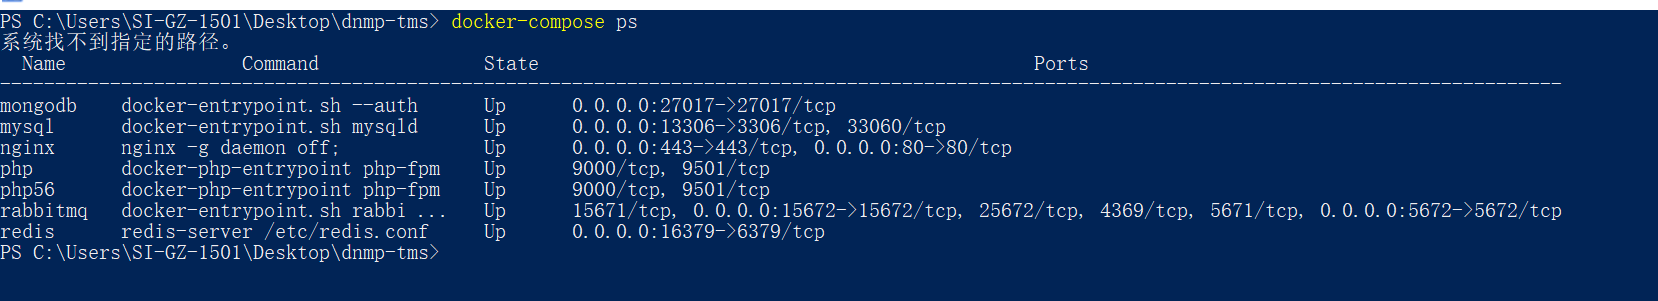 PS C:\Users\SI-GZ-1501\Desktop\dnmp-tms> docker-compose ps
系统找不到指定的路径。
Name Command State Ports
--------------------------------------------------------------------------------------------------------------------------------------------
mongodb docker-entrypoint.sh --auth Up 0.0.0.0:27017->27017/tcp
mysql docker-entrypoint.sh mysqld Up 0.0.0.0:13306->3306/tcp, 33060/tcp
nginx nginx -g daemon off; Up 0.0.0.0:443->443/tcp, 0.0.0.0:80->80/tcp
php docker-php-entrypoint php-fpm Up 9000/tcp, 9501/tcp
php56 docker-php-entrypoint php-fpm Up 9000/tcp, 9501/tcp
rabbitmq docker-entrypoint.sh rabbi ... Up 15671/tcp, 0.0.0.0:15672->15672/tcp, 25672/tcp, 4369/tcp, 5671/tcp, 0.0.0.0:5672->5672/tcp
redis redis-server /etc/redis.conf Up 0.0.0.0:16379->6379/tcp
PS C:\Users\SI-GZ-1501\Desktop\dnmp-tms>